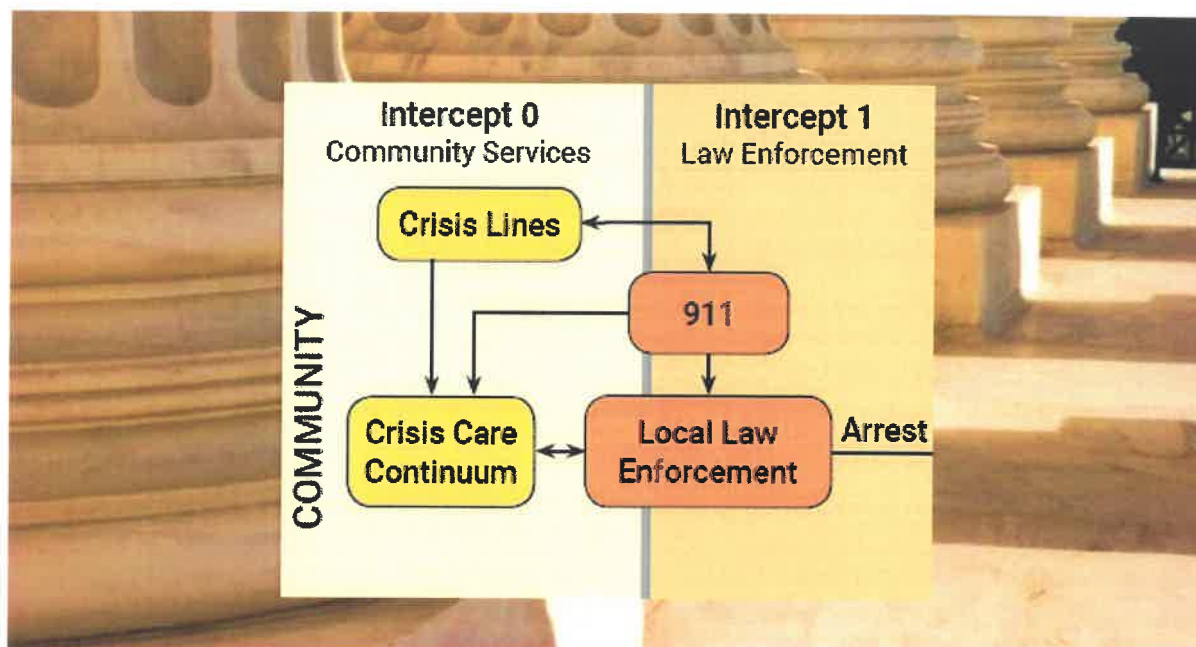 Intercept 0
Community Services
Intercept 1
Law Enforcement
Crisis Lines
911
COMMUNITY
Crisis Care
Continuum
Local Law
Enforcement
Arrest